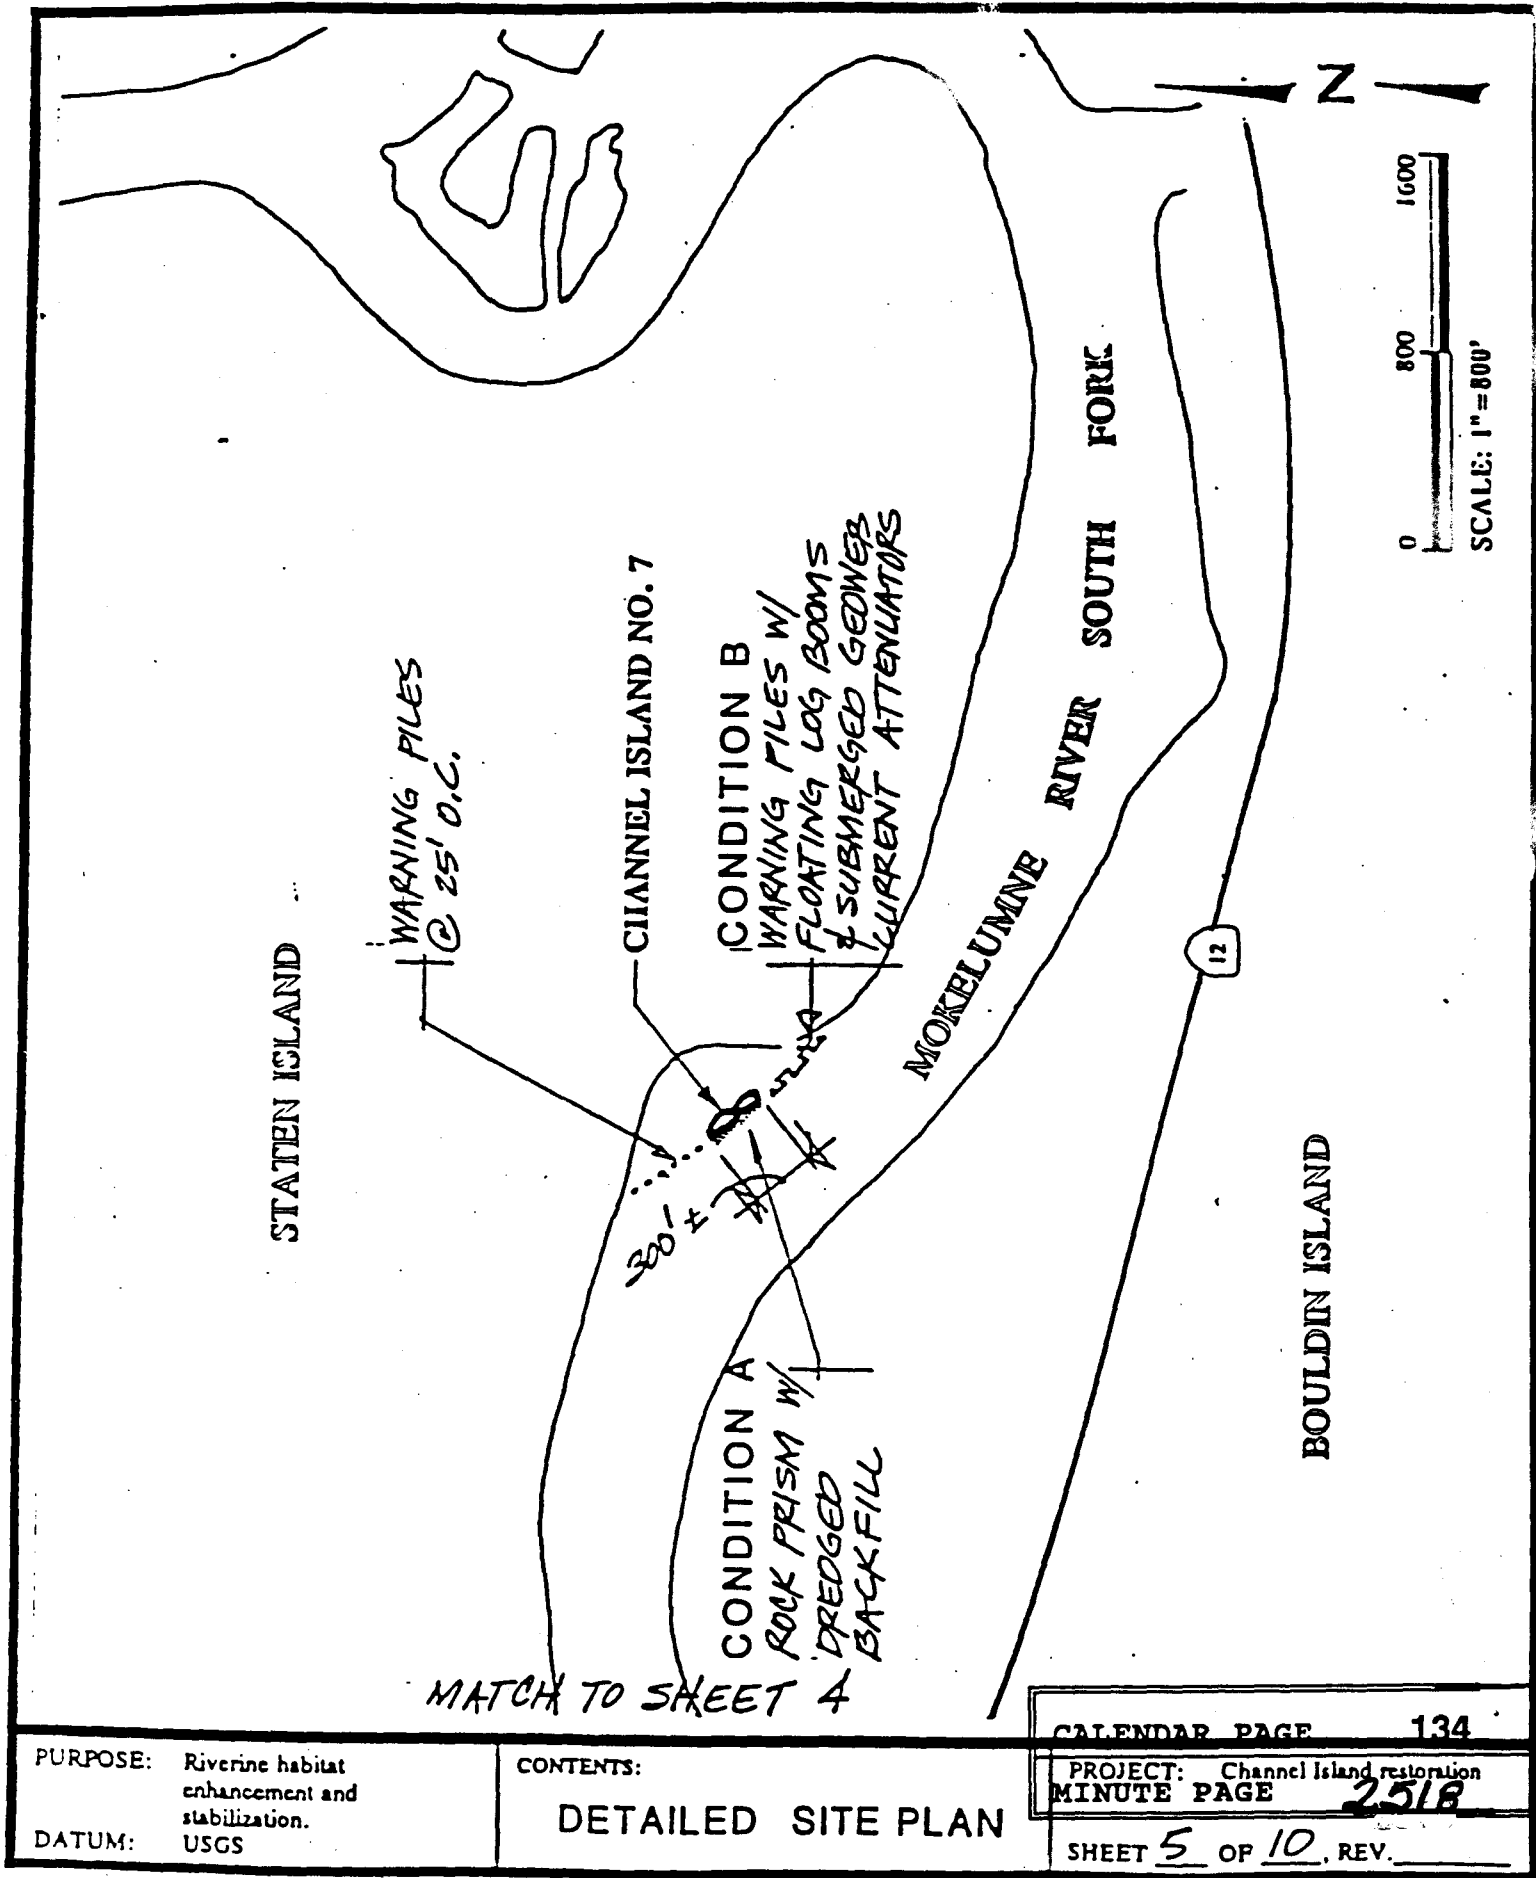 STATEN ISLAND
WARNING PILES
@ 25' O.C.
CHANNEL ISLAND NO. 7
CONDITION B
WARNING PILES W/
FLOATING LOG BOOMS
& SUBMERGED GEOWEB
CURRENT ATTENUATORS
300' ±
CONDITION A
ROCK PRISM W/
DREDGED
BACKFILL
MOKELUMNE RIVER SOUTH FORK
12
BOULDIN ISLAND
N
0 800 1600
SCALE: 1"=800'
MATCH TO SHEET 4
CALENDAR PAGE 134
MINUTE PAGE 2518
PURPOSE: Riverine habitat
enhancement and
stabilization.
DATUM: USGS
CONTENTS:
DETAILED SITE PLAN
PROJECT: Channel Island restoration
SHEET 5 OF 10, REV.